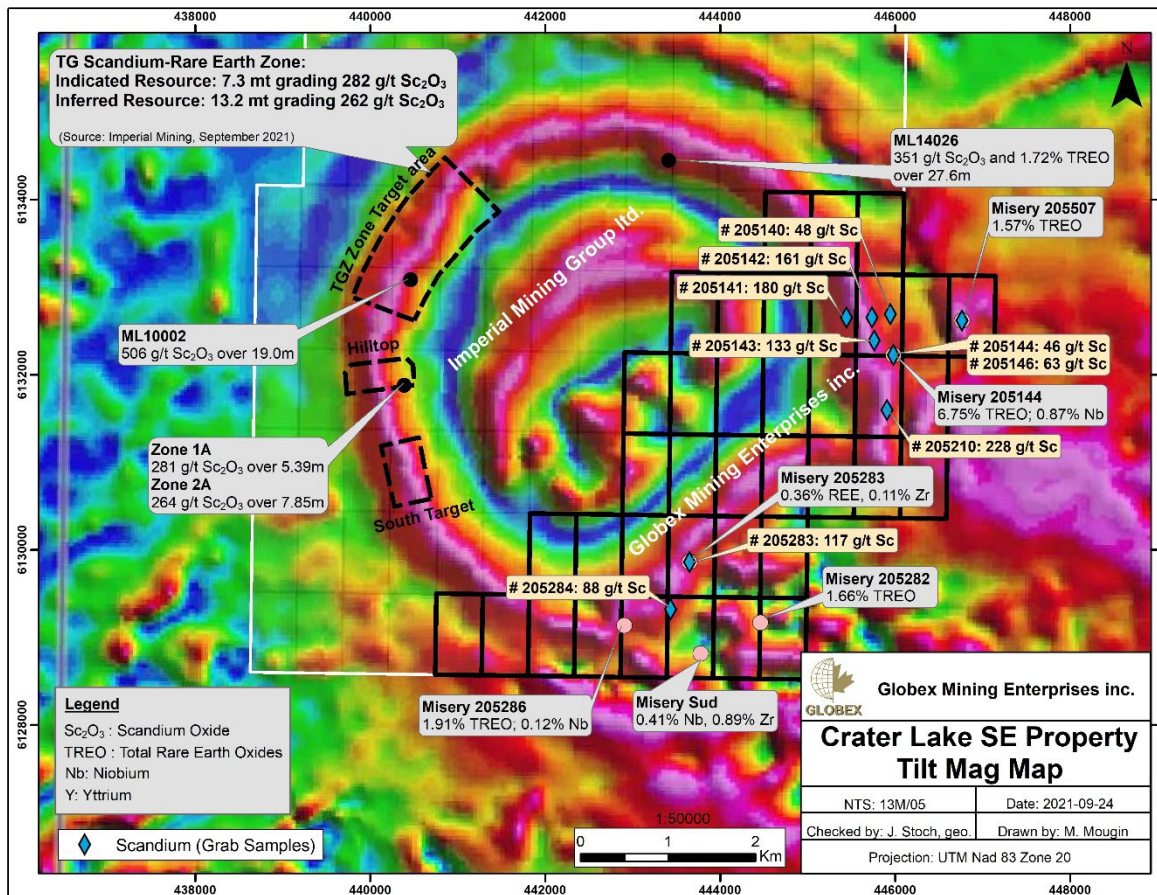 438000 440000 442000 444000 446000 448000
TG Scandium-Rare Earth Zone:
Indicated Resource: 7.3 mt grading 282 g/t Sc₂O₃
Inferred Resource: 13.2 mt grading 262 g/t Sc₂O₃
(Source: Imperial Mining, September 2021)
N
ML14026
351 g/t Sc₂O₃ and 1.72% TREO
over 27.6m
6134000
6134000
TGZ Zone Target area
Imperial Mining Group ltd.
Misery 205507
1.57% TREO
# 205140: 48 g/t Sc
# 205142: 161 g/t Sc
# 205141: 180 g/t Sc
# 205143: 133 g/t Sc
# 205144: 46 g/t Sc
# 205146: 63 g/t Sc
ML10002
506 g/t Sc₂O₃ over 19.0m
Hilltop
6132000
6132000
Misery 205144
6.75% TREO; 0.87% Nb
# 205210: 228 g/t Sc
Zone 1A
281 g/t Sc₂O₃ over 5.39m
Zone 2A
264 g/t Sc₂O₃ over 7.85m
South Target
Globex Mining Enterprises inc.
Misery 205283
0.36% REE, 0.11% Zr
# 205283: 117 g/t Sc
6130000
6130000
# 205284: 88 g/t Sc
Misery 205282
1.66% TREO
Misery 205286
1.91% TREO; 0.12% Nb
Misery Sud
0.41% Nb, 0.89% Zr
6128000
Legend
Sc₂O₃ : Scandium Oxide
TREO : Total Rare Earth Oxides
Nb: Niobium
Y: Yttrium
Scandium (Grab Samples)
1:50000
0 1 2
Km
GLOBEX
Globex Mining Enterprises inc.
Crater Lake SE Property
Tilt Mag Map
NTS: 13M/05
Date: 2021-09-24
Checked by: J. Stoch, geo.
Drawn by: M. Mougin
Projection: UTM Nad 83 Zone 20
6128000
438000 440000 442000 444000 446000 448000